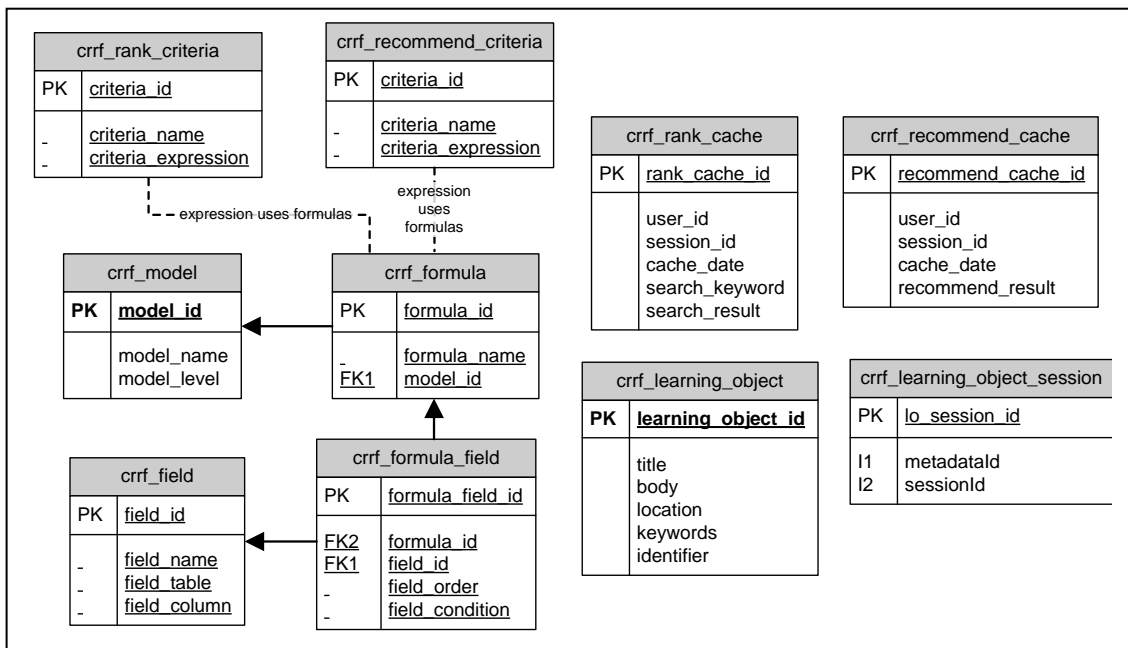 crrf_rank_criteria
PK criteria_id
_ criteria_name
_ criteria_expression
crrf_recommend_criteria
PK criteria_id
_ criteria_name
_ criteria_expression
expression uses formulas
expression
uses
formulas
crrf_rank_cache
PK rank_cache_id
user_id
session_id
cache_date
search_keyword
search_result
crrf_recommend_cache
PK recommend_cache_id
user_id
session_id
cache_date
recommend_result
crrf_model
PK model_id
model_name
model_level
crrf_formula
PK formula_id
_ formula_name
FK1 model_id
crrf_learning_object
PK learning_object_id
title
body
location
keywords
identifier
crrf_learning_object_session
PK lo_session_id
I1 metadataId
I2 sessionId
crrf_field
PK field_id
_ field_name
_ field_table
_ field_column
crrf_formula_field
PK formula_field_id
FK2 formula_id
FK1 field_id
_ field_order
_ field_condition